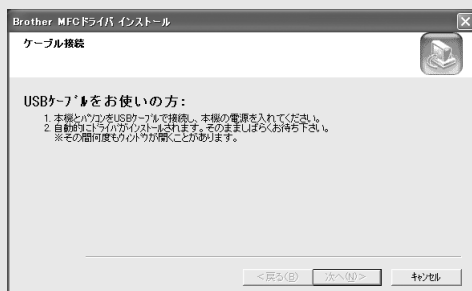 Brother MFCドライバ インストール
ケーブル接続
USBｹｰﾌﾞﾙをお使いの方:
1. 本機とﾊﾟｿｺﾝをUSBｹｰﾌﾞﾙで接続し、本機の電源を入れてください。
2. 自動的にﾄﾞﾗｲﾊﾞがｲﾝｽﾄｰﾙされます。そのまましばらくお待ち下さい。
※その間何度もｳｨﾝﾄﾞｳが開くことがあります。
<戻る(B) 次へ(N)> ｷｬﾝｾﾙ